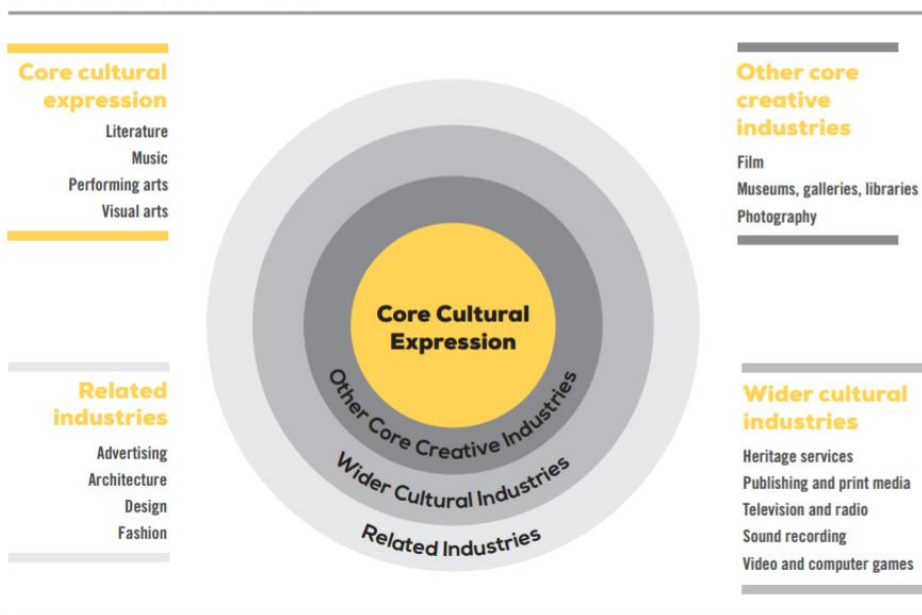 Core cultural
expression
Literature
Music
Performing arts
Visual arts
Other core
creative
industries
Film
Museums, galleries, libraries
Photography
Core Cultural
Expression
Other Core Creative Industries
Wider Cultural Industries
Related Industries
Related
industries
Advertising
Architecture
Design
Fashion
Wider cultural
industries
Heritage services
Publishing and print media
Television and radio
Sound recording
Video and computer games